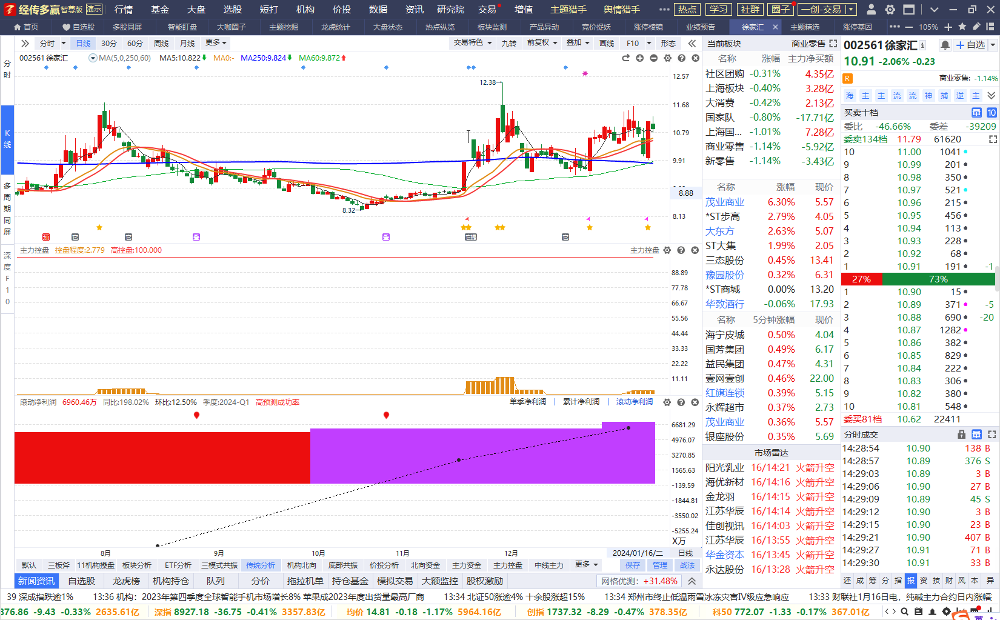 经传多赢 智尊版 演示 行情 基金 大盘 选股 短打 机构 价投 数据 资讯 研究院 交易 增值 主题猎手 舆情猎手 热点 学习 社群 圈子 一创-交易
首页 自选股 多股同屏 智能盯盘 大咖圈子 主题挖掘 龙虎统计 大盘状态 热点纵览 板块监测 产品异动 竞价捉妖 涨停棱镜 业绩预告 徐家汇 主题精选 涨停基因 105%
分时 日线 30分 60分 周线 月线 更多 交易特色 九转 前复权 叠加 画线 F10 形态
002561 徐家汇 MA(5,0,250,60) MA5:10.822 MA0:- MA250:9.824 MA60:9.872
分时
K线
多周期同屏
深度F10
12.57
12.38
11.68
10.79
9.91
8.88
8.32
8.13
预
主力控盘 控盘程度:2.779 高控盘:100.000 主力控盘
88.89
77.78
66.67
55.56
44.44
33.33
22.22
11.11
滚动净利润 6960.46万 同比:198.02% 环比:12.50% 季度:2024-Q1 高预测成功率 单季净利润 累计净利润 滚动净利润
6681.29
4976.07
3270.85
1565.63
-139.59
-1844.81
-3550.02
-5255.24
X万
8月 9月 10月 11月 12月 2024/01/16/二 日线
默认 三板斧 11机构操盘 板块分析 ETF分析 三模式共振 传统分析 机构北向 底部共振 价投分析 北向资金 主力资金 主力控盘 中线主力 更多 保存 管理 战法
新闻资讯 自选股 龙虎榜 机构持仓 队列 分价 拖拉机单 持仓基金 模拟交易 大额监控 股权激励 网格优测：+31.48%
当前板块 商业零售
名称 涨幅 主力净买额
社区团购 -0.31% 4.35亿
上海板块 -0.40% 3.28亿
大消费 -0.42% 2.13亿
国家队 -0.80% -17.71亿
上海国... -1.01% 7.28亿
商业零售 -1.14% -5.92亿
新零售 -1.14% -3.43亿
名称 涨幅 现价
茂业商业 6.30% 5.57
*ST步高 2.79% 4.05
大东方 2.63% 5.07
ST大集 1.99% 2.05
三态股份 0.45% 13.41
豫园股份 0.32% 6.31
*ST商城 0.00% 13.20
华致酒行 -0.06% 17.93
名称 5分钟涨幅 现价
海宁皮城 0.50% 4.04
国芳集团 0.49% 6.17
益民集团 0.47% 4.31
壹网壹创 0.46% 22.00
红旗连锁 0.39% 5.15
永辉超市 0.37% 2.73
茂业商业 0.36% 5.57
银座股份 0.35% 5.69
市场雷达
阳光乳业 16/14:21 火箭升空
海优新材 16/14:16 火箭升空
金龙羽 16/14:15 火箭升空
江苏华辰 16/14:14 火箭升空
佳创视讯 16/14:03 火箭升空
江苏华辰 16/13:55 火箭升空
华金资本 16/13:45 火箭升空
永达股份 16/13:28 火箭升空
002561 徐家汇 自选
10.91 -2.06% -0.23
R 商业零售: -1.14%
海 主 主 流 流 神 捕 逆 主
买卖十档 量 10
委比 -46.66% 委差 -39209
委卖134档 11.79 61620
10 11.00 1041
9 10.99 201
8 10.98 350
7 10.97 521
6 10.96 215
5 10.95 456
4 10.94 113
3 10.93 228
2 10.92 68
1 10.91 191 -1
27% 73%
1 10.90 15
2 10.89 371 -5
3 10.88 690 -20
4 10.87 1282
5 10.86 382
6 10.85 829
7 10.84 222
8 10.83 306
9 10.82 380
10 10.81 548
委买81档 10.62 22411
分时成交 量
14:28:54 10.90 138 B
14:28:57 10.89 376 S
14:29:03 10.89 3 B
14:29:06 10.90 27 B
14:29:09 10.89 45 S
14:29:12 10.90 3 B
14:29:15 10.90 23 B
14:29:21 10.90 407 B
14:29:27 10.91 71 B
14:29:30 10.91 33 B
还 成 筹 分 指 报 资 技 财 风 本 异
39 深成指跌逾1% 13:36 机构：2023年第四季度全球智能手机市场增长8% 苹果成2023年度出货量最高厂商 13:34 北证50涨逾4% 十余股涨超15% 13:34 郑州市终止低温雨雪冰冻灾害IV级应急响应 13:33 财联社1月16日电，纯碱主力合约日内涨幅
376.86 -9.43 -0.33% 2635.61亿 深指 8927.18 -36.75 -0.41% 3357.83亿 均价 14.81 -0.18 -1.17% 5964.16亿 创指 1737.32 -8.29 -0.47% 378.35亿 科50 772.07 -1.33 -0.17% 367.01亿